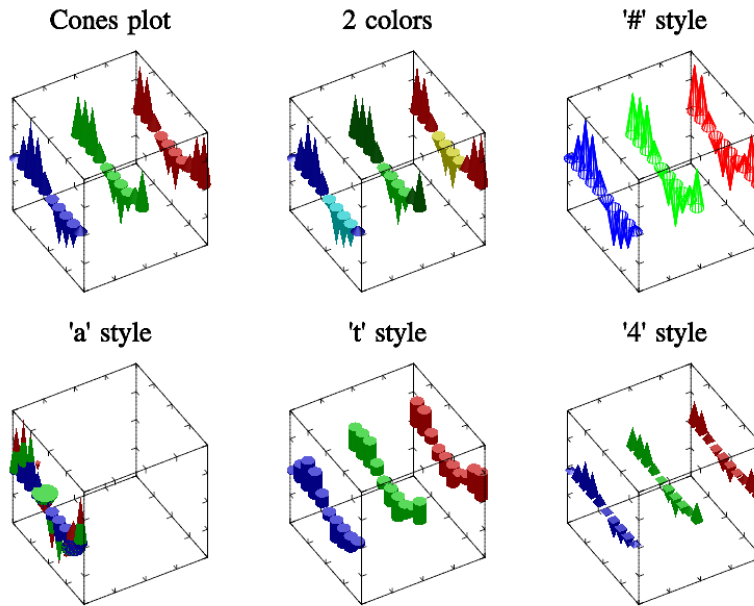 Cones plot
2 colors
'#' style
'a' style
't' style
'4' style